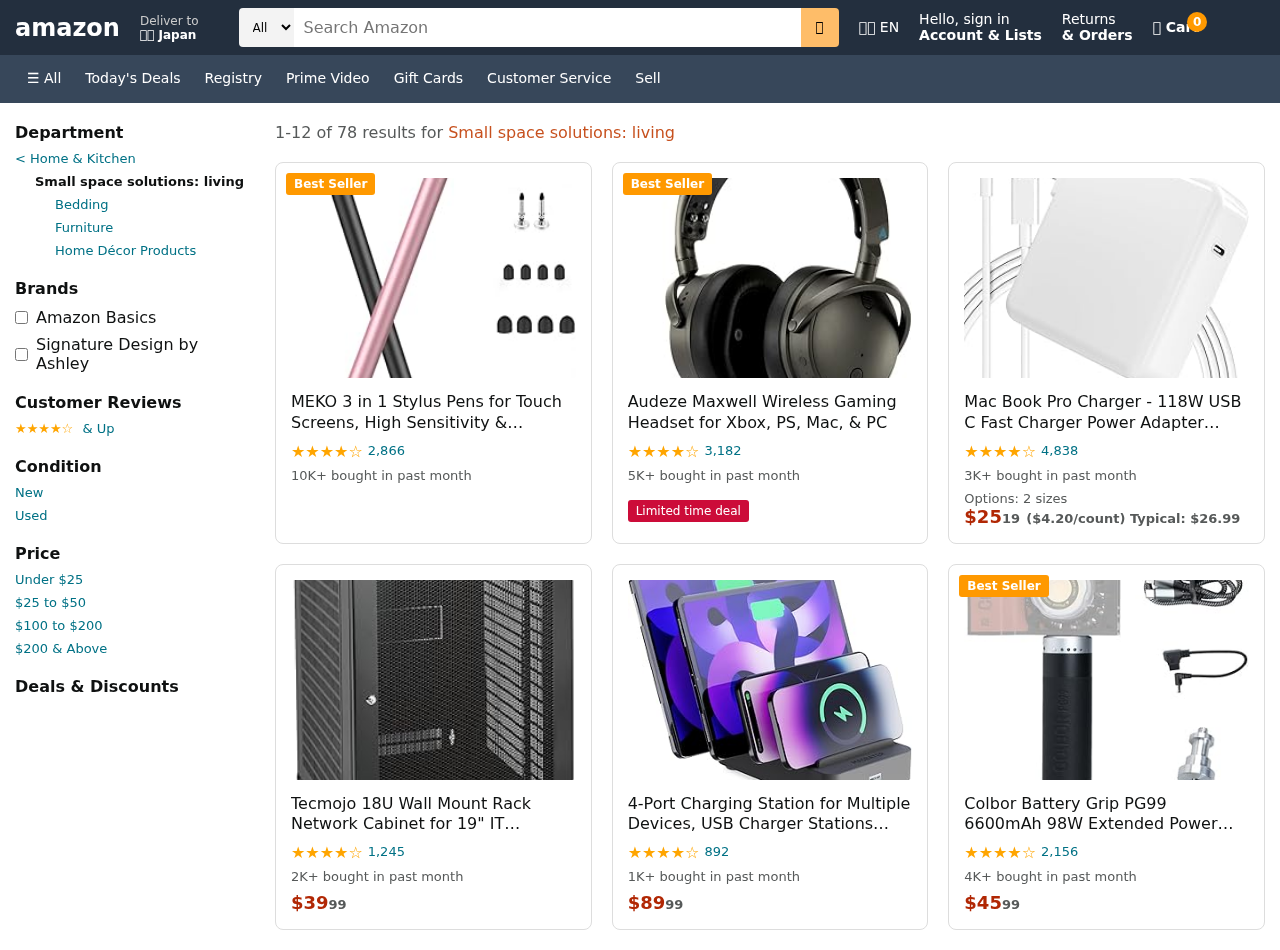 amazon
Deliver to
Japan
All
Search Amazon
EN
Hello, sign in
Account & Lists
Returns
& Orders
0
☰ All
Today's Deals
Registry
Prime Video
Gift Cards
Customer Service
Sell
Department
< Home & Kitchen
Small space solutions: living
Bedding
Furniture
Home Décor Products
Brands
Amazon Basics
Signature Design by
Ashley
Customer Reviews
★★★★☆ & Up
Condition
New
Used
Price
Under $25
$25 to $50
$100 to $200
$200 & Above
Deals & Discounts
1-12 of 78 results for Small space solutions: living
Best Seller
MEKO 3 in 1 Stylus Pens for Touch
Screens, High Sensitivity &…
★★★★☆ 2,866
10K+ bought in past month
Best Seller
Audeze Maxwell Wireless Gaming
Headset for Xbox, PS, Mac, & PC
★★★★☆ 3,182
5K+ bought in past month
Limited time deal
Mac Book Pro Charger - 118W USB
C Fast Charger Power Adapter…
★★★★☆ 4,838
3K+ bought in past month
Options: 2 sizes
$2519 ($4.20/count) Typical: $26.99
Tecmojo 18U Wall Mount Rack
Network Cabinet for 19" IT…
★★★★☆ 1,245
2K+ bought in past month
$3999
4-Port Charging Station for Multiple
Devices, USB Charger Stations…
★★★★☆ 892
1K+ bought in past month
$8999
Best Seller
Colbor Battery Grip PG99
6600mAh 98W Extended Power…
★★★★☆ 2,156
4K+ bought in past month
$4599